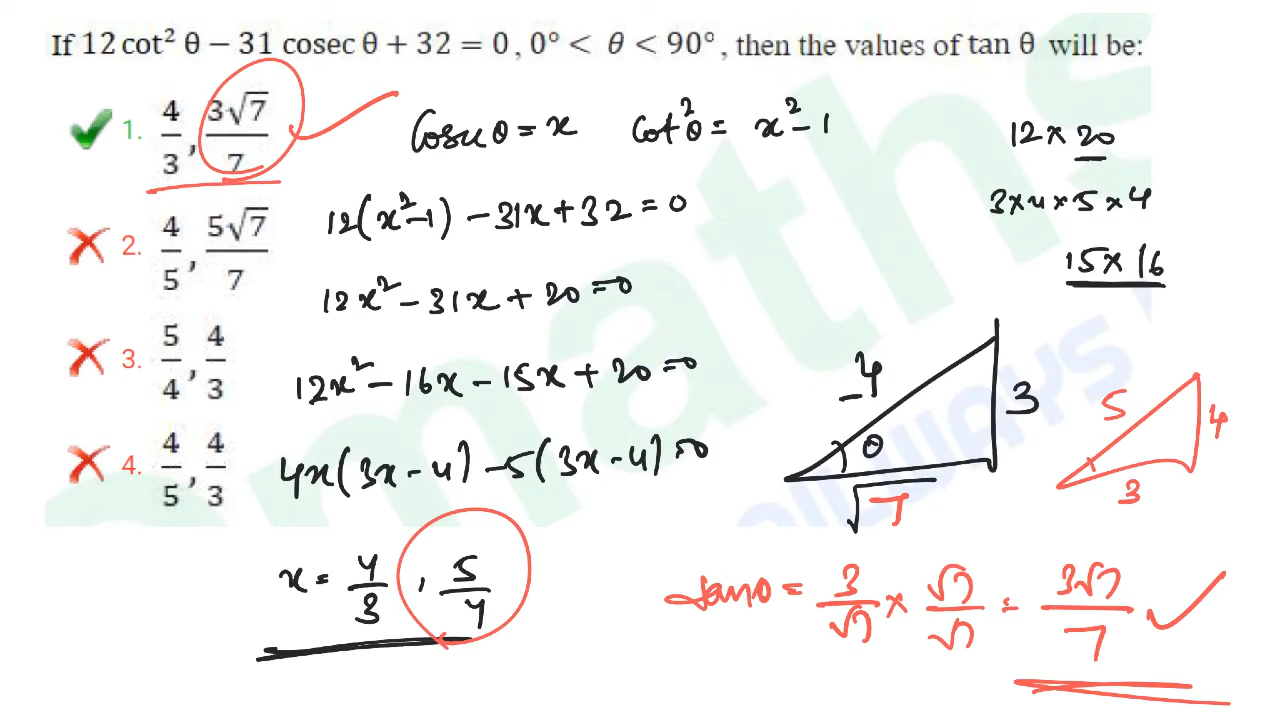 If 12 cot² θ − 31 cosec θ + 32 = 0, 0° < θ < 90°, then the values of tan θ will be:
1. 4/3, 3√7/7
2. 4/5, 5√7/7
3. 5/4, 4/3
4. 4/5, 4/3
Cosec θ = x cot²θ = x² − 1
12(x² − 1) − 31x + 32 = 0
12x² − 31x + 20 = 0
12x² − 16x − 15x + 20 = 0
4x(3x − 4) − 5(3x − 4) = 0
x = 4/3, 5/4
12 × 20
3 × 4 × 5 × 4
15 × 16
4
3
θ
√7
5
4
3
tan θ = 3/√7 × √7/√7 = 3√7/7
maths